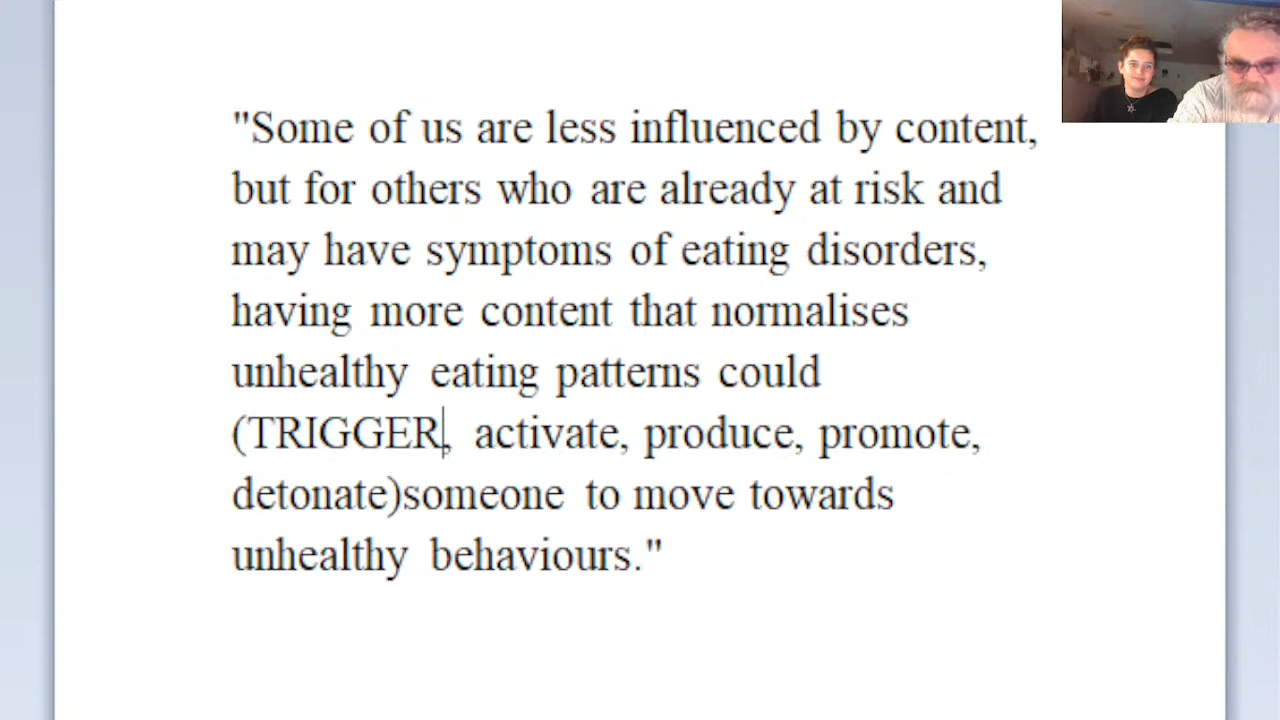 "Some of us are less influenced by content,
but for others who are already at risk and
may have symptoms of eating disorders,
having more content that normalises
unhealthy eating patterns could
(TRIGGER, activate, produce, promote,
detonate)someone to move towards
unhealthy behaviours."